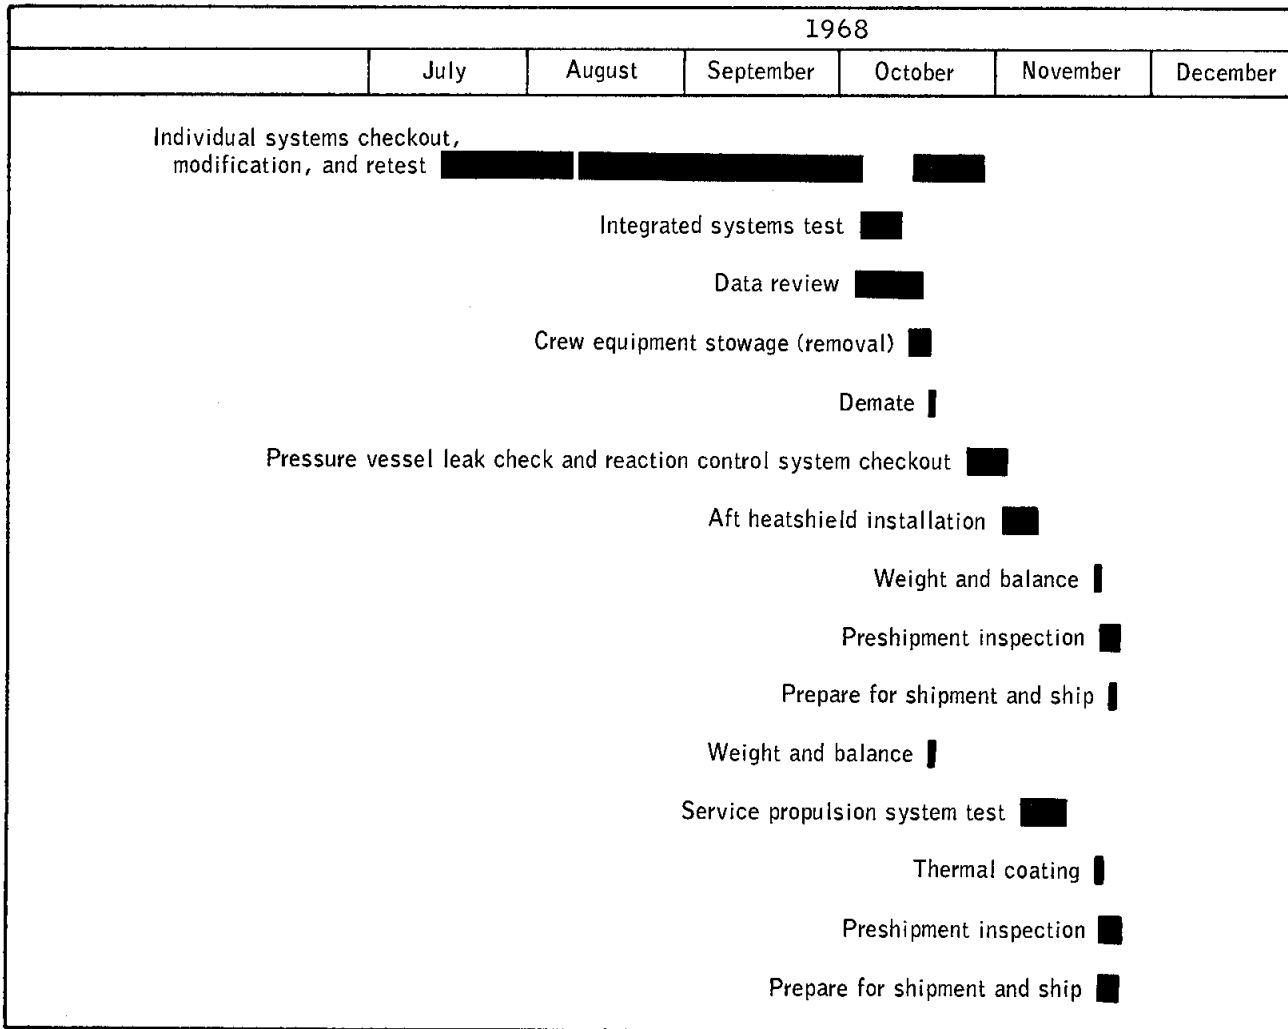 1968
July August September October November December
Individual systems checkout,
modification, and retest
Integrated systems test
Data review
Crew equipment stowage (removal)
Demate
Pressure vessel leak check and reaction control system checkout
Aft heatshield installation
Weight and balance
Preshipment inspection
Prepare for shipment and ship
Weight and balance
Service propulsion system test
Thermal coating
Preshipment inspection
Prepare for shipment and ship